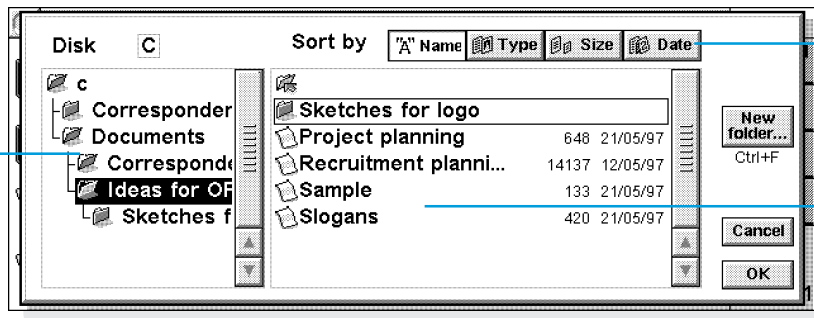 Disk C Sort by "A" Name Type Size Date
c
Corresponder
Documents
Corresponde
Ideas for OF
Sketches f
Sketches for logo
Project planning 648 21/05/97
Recruitment planni... 14137 12/05/97
Sample 133 21/05/97
Slogans 420 21/05/97
New
folder...
Ctrl+F
Cancel
OK